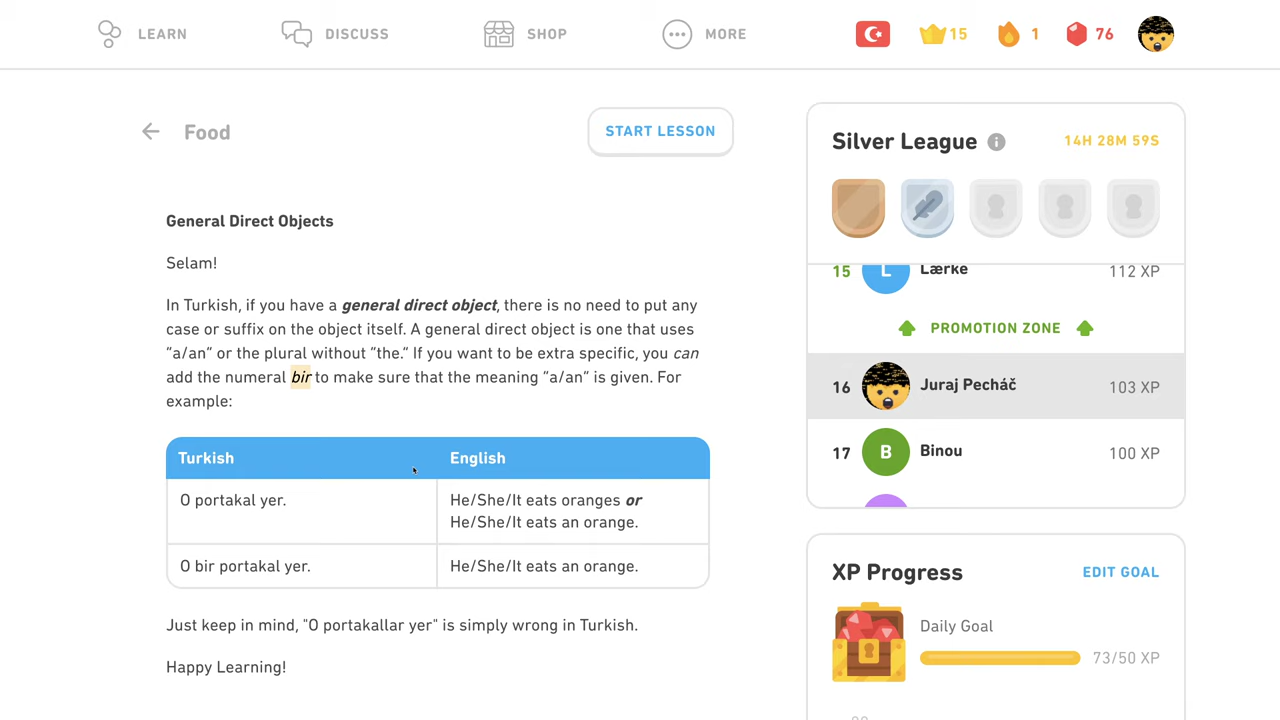 LEARN
DISCUSS
SHOP
MORE
15
1
76
Food
START LESSON
General Direct Objects
Selam!
In Turkish, if you have a general direct object, there is no need to put any
case or suffix on the object itself. A general direct object is one that uses
“a/an” or the plural without “the.” If you want to be extra specific, you can
add the numeral bir to make sure that the meaning “a/an” is given. For
example:
Turkish English
O portakal yer. He/She/It eats oranges or
He/She/It eats an orange.
O bir portakal yer. He/She/It eats an orange.
Just keep in mind, "O portakallar yer" is simply wrong in Turkish.
Happy Learning!
Silver League 14H 28M 59S
15 L Lærke 112 XP
PROMOTION ZONE
16 Juraj Pecháč 103 XP
17 B Binou 100 XP
XP Progress EDIT GOAL
Daily Goal
73/50 XP